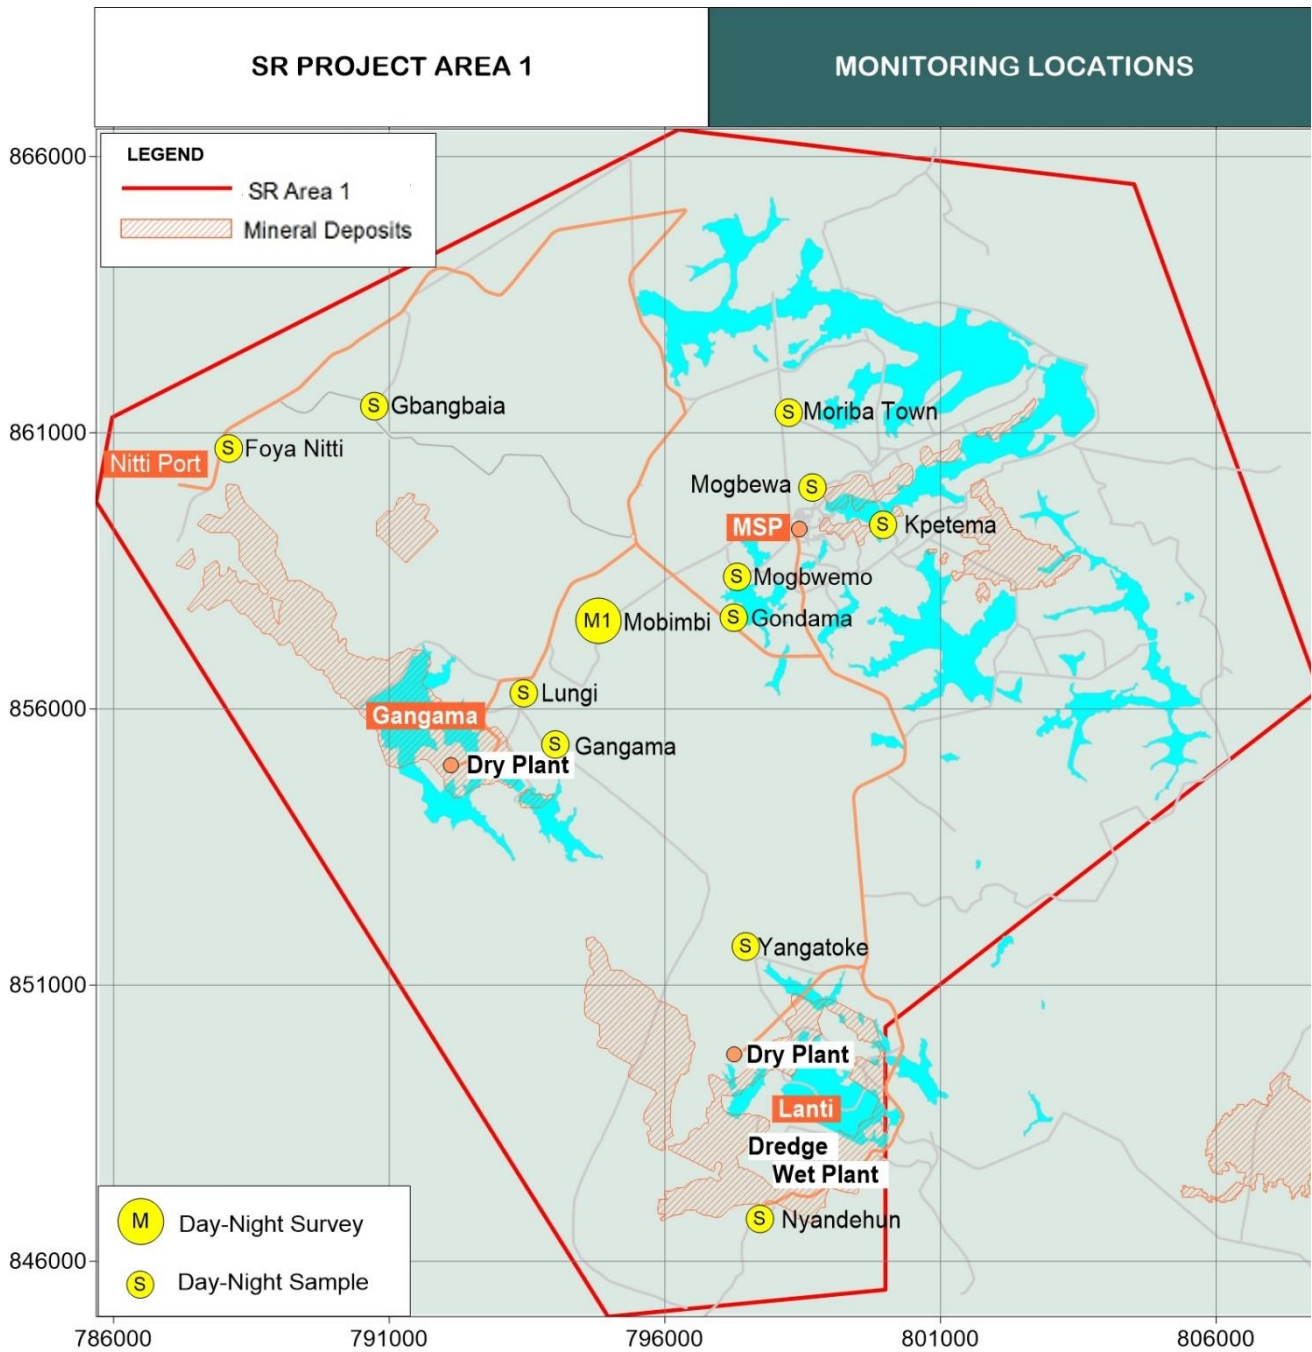 SR PROJECT AREA 1
MONITORING LOCATIONS
LEGEND
SR Area 1
Mineral Deposits
866000
861000
856000
851000
846000
S Gbangbaia
S Moriba Town
S Foya Nitti
Nitti Port
Mogbewa S
MSP
S Kpetema
S Mogbwemo
M1 Mobimbi
S Gondama
S Lungi
Gangama
S Gangama
Dry Plant
S Yangatoke
Dry Plant
Lanti
Dredge
Wet Plant
S Nyandehun
M Day-Night Survey
S Day-Night Sample
786000 791000 796000 801000 806000